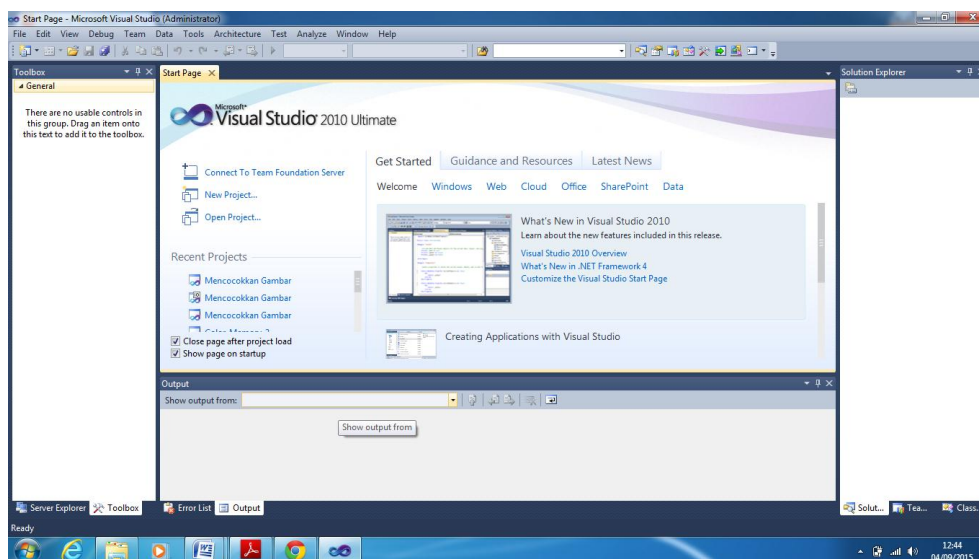 Start Page - Microsoft Visual Studio (Administrator)
File Edit View Debug Team Data Tools Architecture Test Analyze Window Help
Toolbox
General
There are no usable controls in
this group. Drag an item onto
this text to add it to the toolbox.
Start Page
Microsoft
Visual Studio 2010 Ultimate
Connect To Team Foundation Server
New Project...
Open Project...
Recent Projects
Mencocokkan Gambar
Mencocokkan Gambar
Mencocokkan Gambar
Close page after project load
Show page on startup
Get Started Guidance and Resources Latest News
Welcome Windows Web Cloud Office SharePoint Data
What's New in Visual Studio 2010
Learn about the new features included in this release.
Visual Studio 2010 Overview
What's New in .NET Framework 4
Customize the Visual Studio Start Page
Creating Applications with Visual Studio
Output
Show output from:
Show output from
Solution Explorer
Server Explorer Toolbox
Error List Output
Solut... Tea... Class.
Ready
12:44
04/09/2015